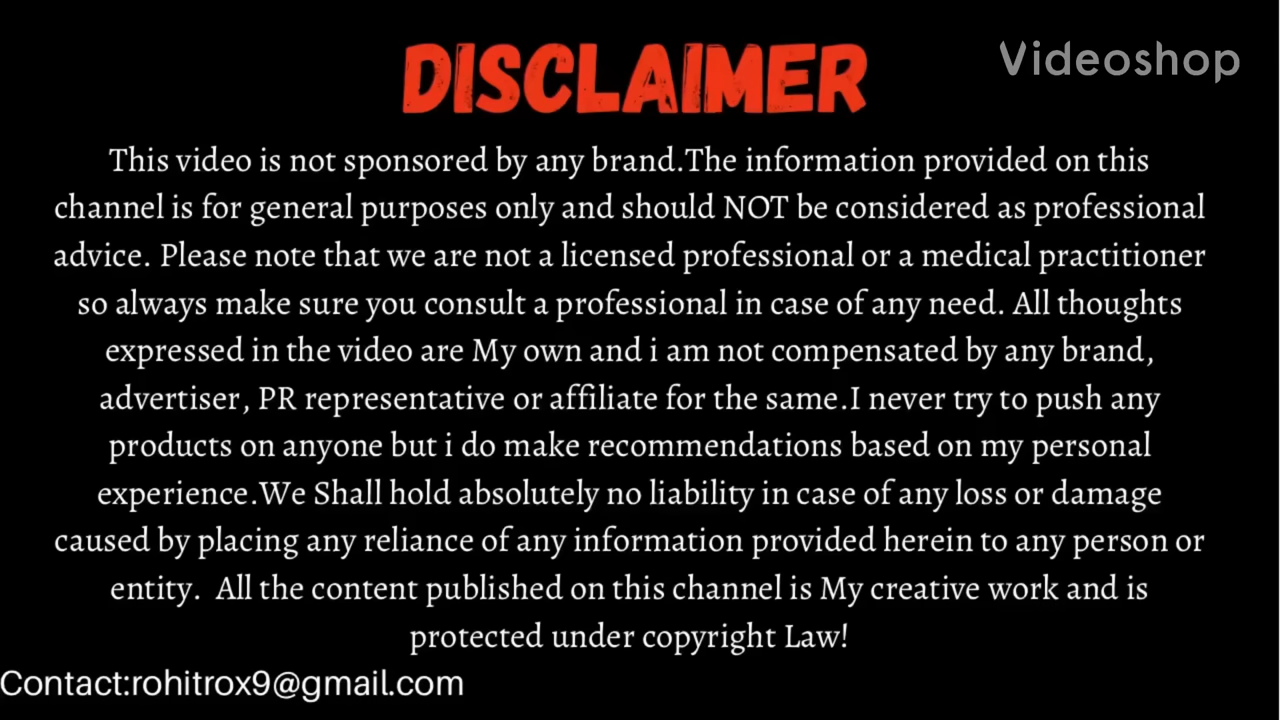 DISCLAIMER
Videoshop
This video is not sponsored by any brand.The information provided on this
channel is for general purposes only and should NOT be considered as professional
advice. Please note that we are not a licensed professional or a medical practitioner
so always make sure you consult a professional in case of any need. All thoughts
expressed in the video are My own and i am not compensated by any brand,
advertiser, PR representative or affiliate for the same.I never try to push any
products on anyone but i do make recommendations based on my personal
experience.We Shall hold absolutely no liability in case of any loss or damage
caused by placing any reliance of any information provided herein to any person or
entity.  All the content published on this channel is My creative work and is
protected under copyright Law!
Contact:rohitrox9@gmail.com